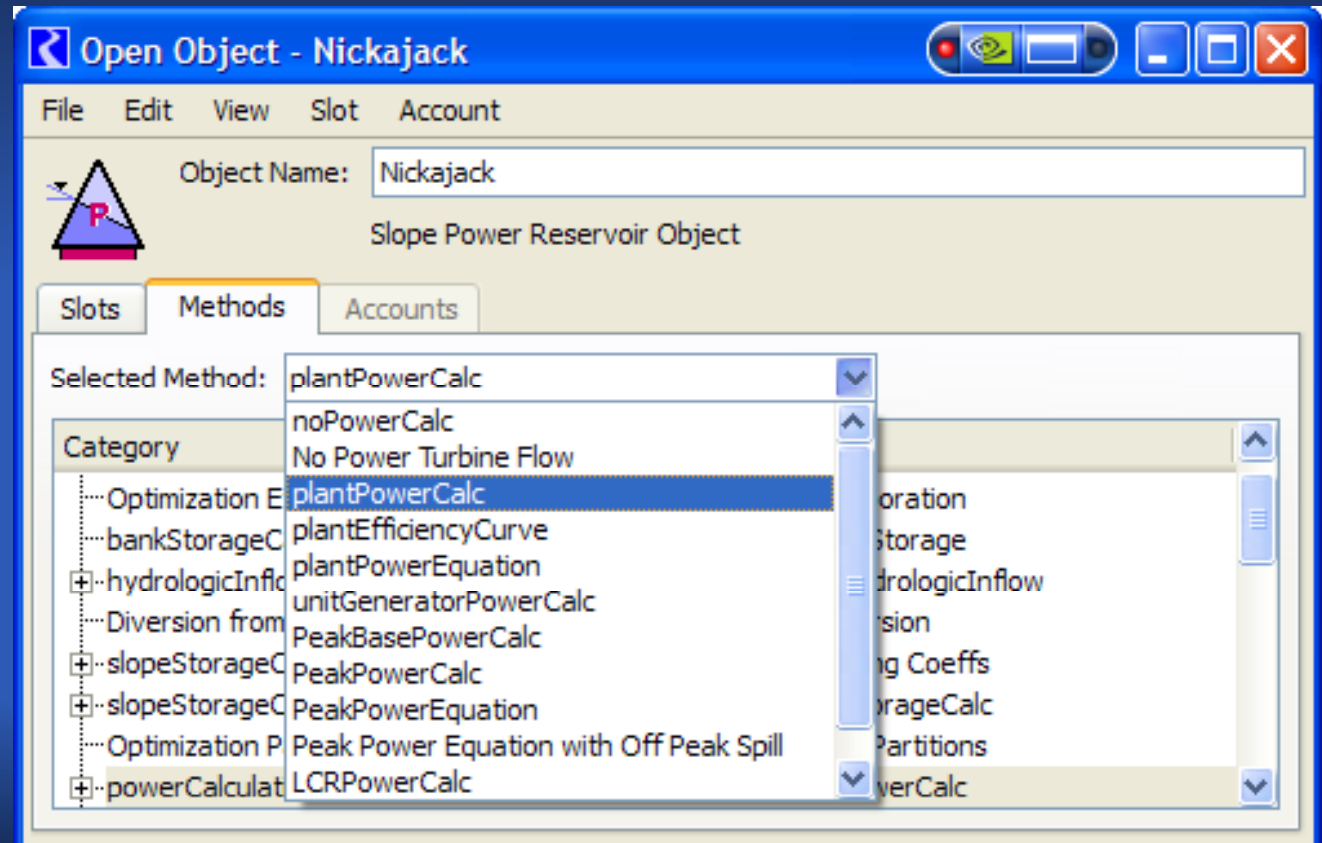 Open Object - Nickajack
File Edit View Slot Account
Object Name: Nickajack
P
Slope Power Reservoir Object
Slots Methods Accounts
Selected Method: plantPowerCalc
noPowerCalc
No Power Turbine Flow
plantPowerCalc
plantEfficiencyCurve
plantPowerEquation
unitGeneratorPowerCalc
PeakBasePowerCalc
PeakPowerCalc
PeakPowerEquation
Peak Power Equation with Off Peak Spill
LCRPowerCalc
Category
Optimization E oration
bankStorageC Storage
hydrologicInflo drologicInflow
Diversion from rsion
slopeStorageC ng Coeffs
slopeStorageC orageCalc
Optimization P Partitions
powerCalculat werCalc